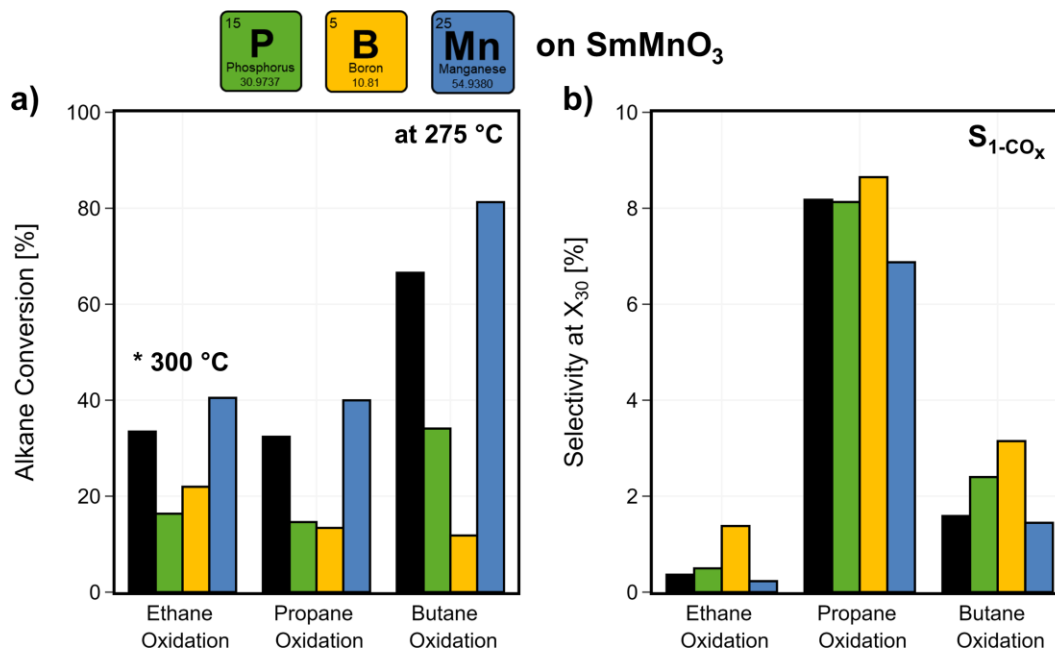 15
P
Phosphorus
30.9737
5
B
Boron
10.81
25
Mn
Manganese
54.9380
on SmMnO₃
a)
Alkane Conversion [%]
100
80
60
40
20
0
at 275 °C
* 300 °C
Ethane
Oxidation
Propane
Oxidation
Butane
Oxidation
b)
Selectivity at X₃₀ [%]
10
8
6
4
2
0
S₁₋COₓ
Ethane
Oxidation
Propane
Oxidation
Butane
Oxidation